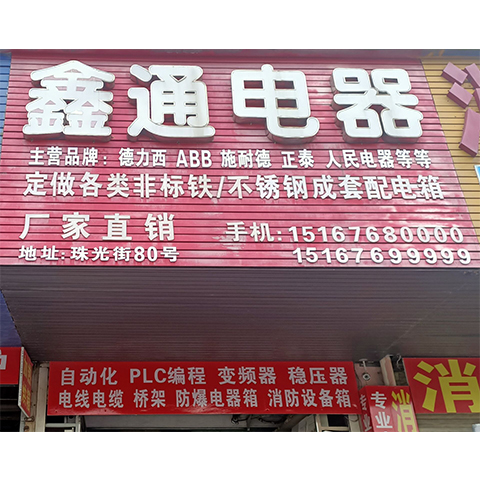 鑫通电器
主营品牌：德力西 ABB 施耐德 正泰 人民电器等等
定做各类非标铁/不锈钢成套配电箱
厂家直销 手机:15167680000
地址:珠光街80号 15167699999
自动化 PLC编程 变频器 稳压器
电线电缆 桥架 防爆电器箱 消防设备箱
专业
消
消